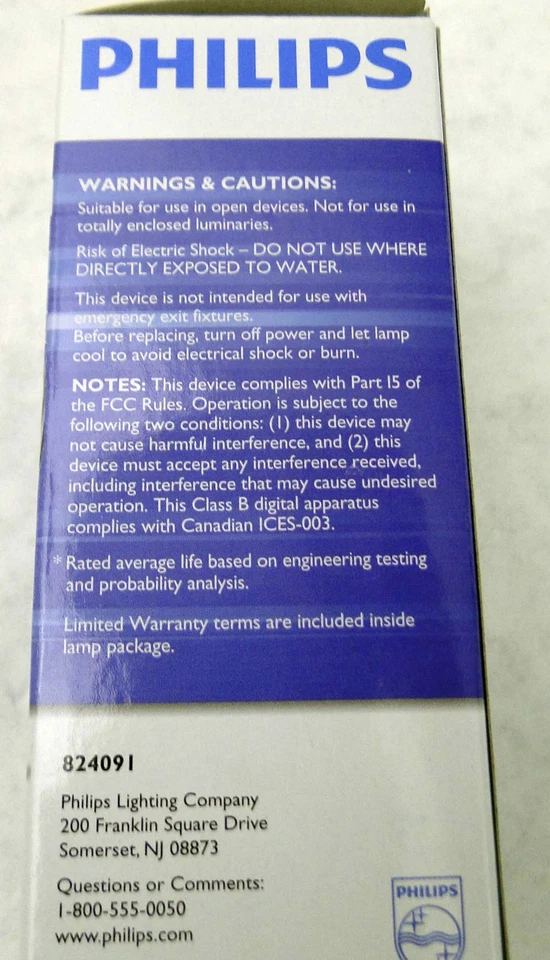 PHILIPS
WARNINGS & CAUTIONS:
Suitable for use in open devices. Not for use in
totally enclosed luminaries.
Risk of Electric Shock – DO NOT USE WHERE
DIRECTLY EXPOSED TO WATER.
This device is not intended for use with
emergency exit fixtures.
Before replacing, turn off power and let lamp
cool to avoid electrical shock or burn.
NOTES: This device complies with Part 15 of
the FCC Rules. Operation is subject to the
following two conditions: (1) this device may
not cause harmful interference, and (2) this
device must accept any interference received,
including interference that may cause undesired
operation. This Class B digital apparatus
complies with Canadian ICES-003.
* Rated average life based on engineering testing
and probability analysis.
Limited Warranty terms are included inside
lamp package.
824091
Philips Lighting Company
200 Franklin Square Drive
Somerset, NJ 08873
Questions or Comments:
1-800-555-0050
www.philips.com
PHILIPS